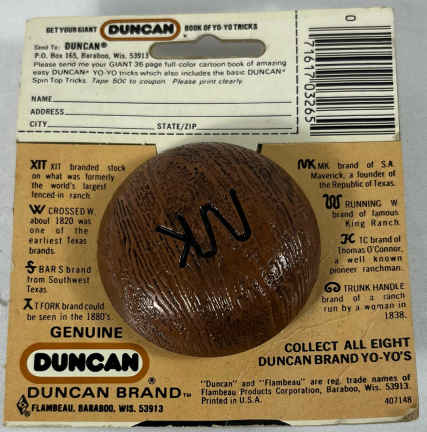 GET YOUR GIANT DUNCAN® BOOK OF YO-YO TRICKS
Send To: DUNCAN®
P.O. Box 165, Baraboo, Wis. 53913
Please send me your GIANT 36 page full-color cartoon book of amazing
easy DUNCAN® YO-YO tricks which also includes the basic DUNCAN®
Spin Top Tricks. Tape 50¢ to coupon. Please print clearly.
NAME
ADDRESS
CITY STATE/ZIP
0
71617 03265
XIT XIT branded stock
on what was formerly
the world's largest
fenced-in ranch.
W CROSSED W.
about 1820 was
one of the
earliest Texas
brands.
S BAR S brand
from Southwest
Texas.
T FORK brand could
be seen in the 1880's.
MK MK brand of S.A.
Maverick, a founder of
the Republic of Texas.
W RUNNING W
brand of famous
King Ranch.
TC TC brand of
Thomas O'Connor,
a well known
pioneer ranchman.
TRUNK HANDLE
brand of a ranch
run by a woman in
1838.
MK
GENUINE
DUNCAN®
DUNCAN BRAND™
FLAMBEAU, BARABOO, WIS. 53913
COLLECT ALL EIGHT
DUNCAN BRAND YO-YO'S
"Duncan" and "Flambeau" are reg. trade names of
Flambeau Products Corporation, Baraboo, Wis. 53913.
Printed in U.S.A. 407148